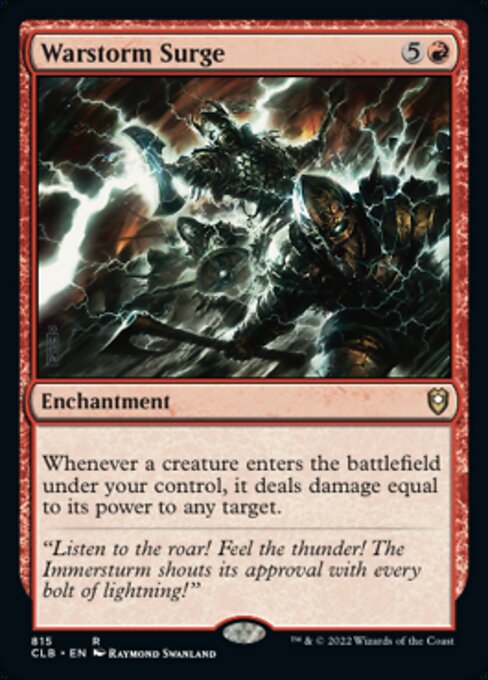 Warstorm Surge 5
Enchantment
Whenever a creature enters the battlefield
under your control, it deals damage equal
to its power to any target.
“Listen to the roar! Feel the thunder! The
Immersturm shouts its approval with every
bolt of lightning!”
815 R
CLB • EN Raymond Swanland
™ & © 2022 Wizards of the Coast